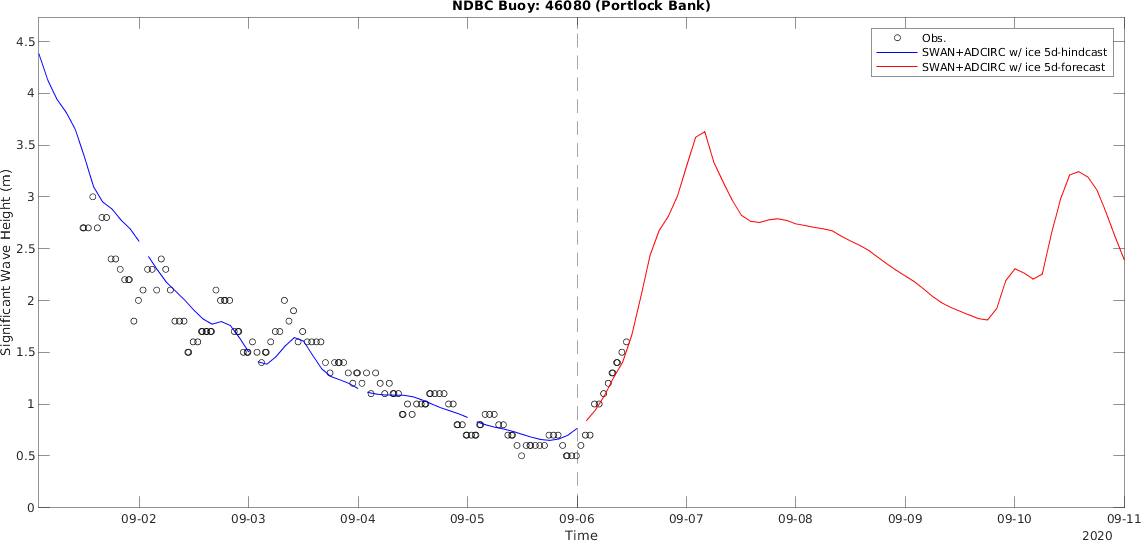 NDBC Buoy: 46080 (Portlock Bank)
Obs.
SWAN+ADCIRC w/ ice 5d-hindcast
SWAN+ADCIRC w/ ice 5d-forecast
Significant Wave Height (m)
4.5
4
3.5
3
2.5
2
1.5
1
0.5
0
09-02 09-03 09-04 09-05 09-06 09-07 09-08 09-09 09-10 09-11
Time
2020